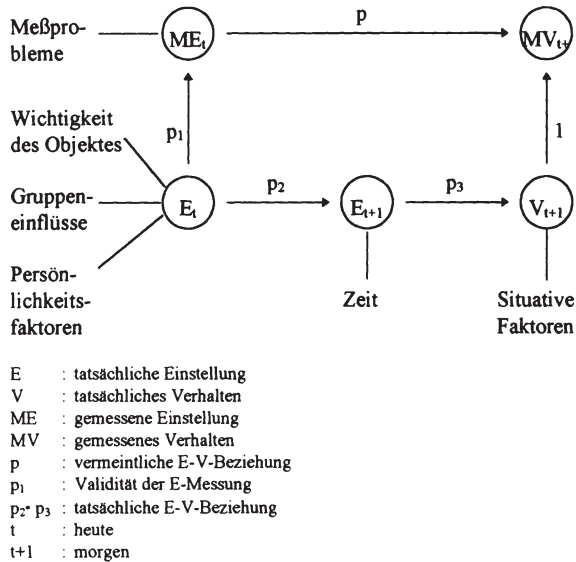 Meßpro-
bleme
MEₜ
p
MVₜ₊
Wichtigkeit
des Objektes
p₁
1
Gruppen-
einflüsse
Eₜ
p₂
Eₜ₊₁
p₃
Vₜ₊₁
Persön-
lichkeits-
faktoren
Zeit
Situative
Faktoren
E : tatsächliche Einstellung
V : tatsächliches Verhalten
ME : gemessene Einstellung
MV : gemessenes Verhalten
p : vermeintliche E-V-Beziehung
p₁ : Validität der E-Messung
p₂• p₃ : tatsächliche E-V-Beziehung
t : heute
t+1 : morgen